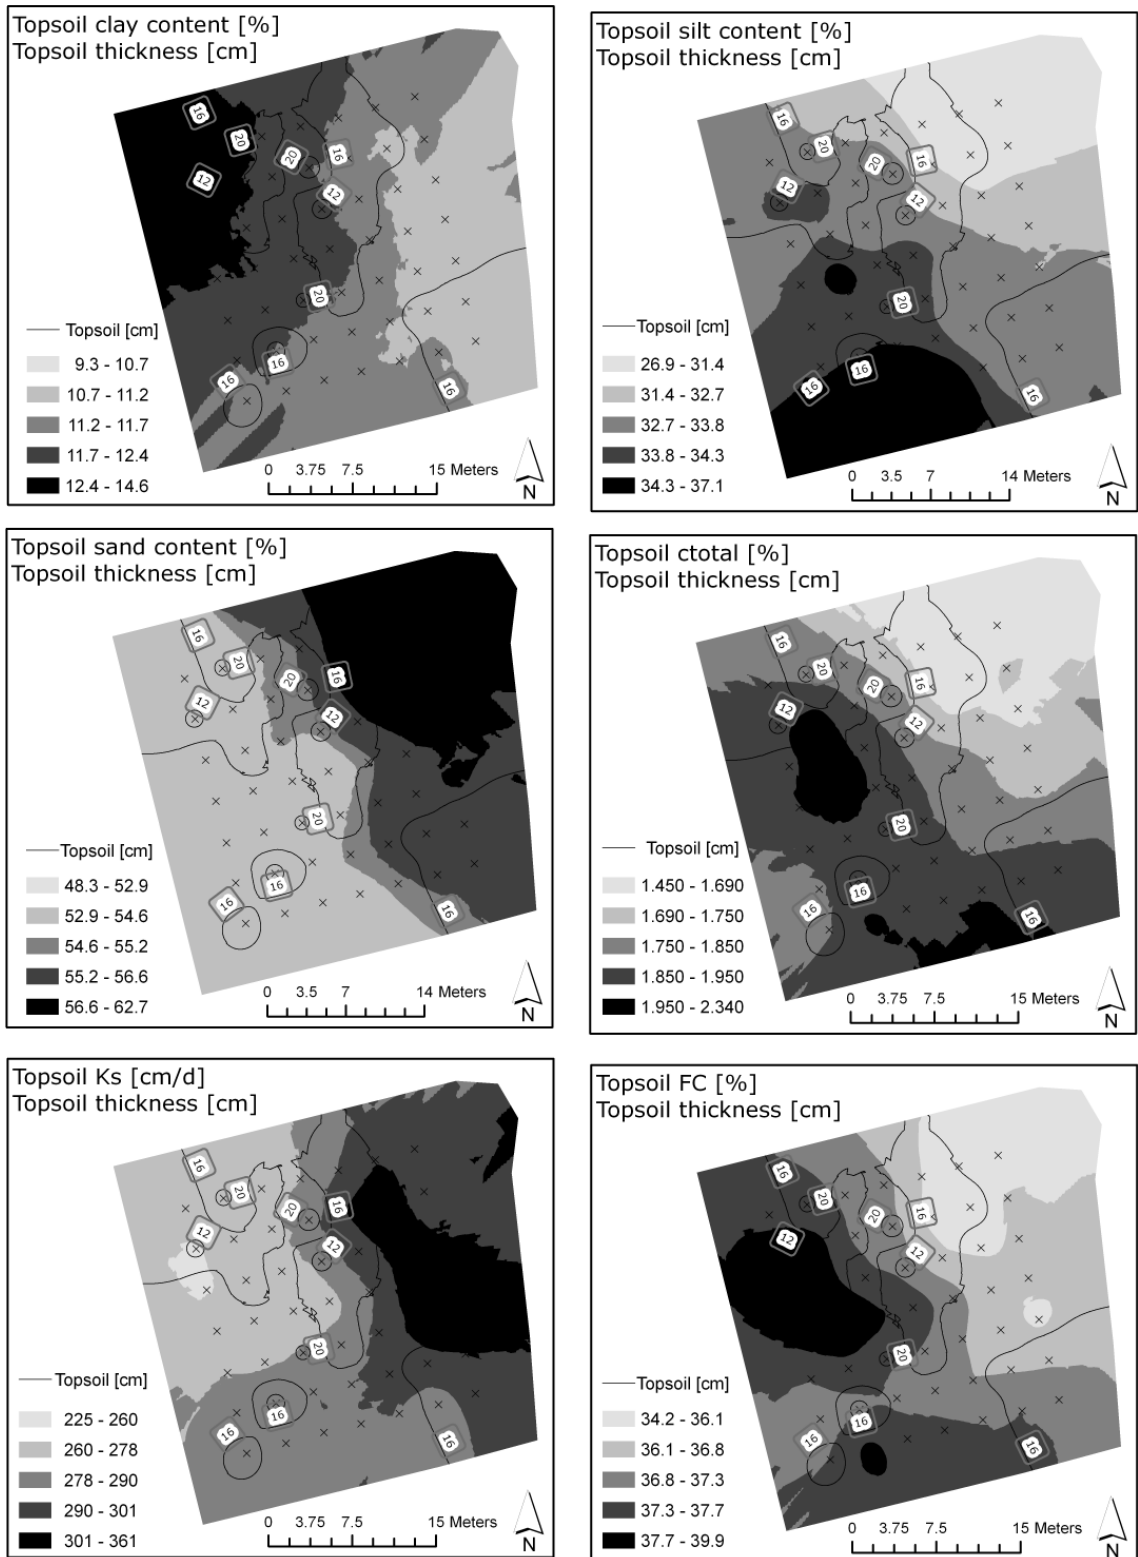 Topsoil clay content [%]
Topsoil thickness [cm]
16
20
20
16
12
12
20
16
16
16
Topsoil [cm]
9.3 - 10.7
10.7 - 11.2
11.2 - 11.7
11.7 - 12.4
12.4 - 14.6
0 3.75 7.5 15 Meters
N
Topsoil silt content [%]
Topsoil thickness [cm]
16
20
20
16
12
12
20
16
16
16
Topsoil [cm]
26.9 - 31.4
31.4 - 32.7
32.7 - 33.8
33.8 - 34.3
34.3 - 37.1
0 3.5 7 14 Meters
N
Topsoil sand content [%]
Topsoil thickness [cm]
16
20
20
16
12
12
20
16
16
16
Topsoil [cm]
48.3 - 52.9
52.9 - 54.6
54.6 - 55.2
55.2 - 56.6
56.6 - 62.7
0 3.5 7 14 Meters
N
Topsoil ctotal [%]
Topsoil thickness [cm]
16
20
20
16
12
12
20
16
16
16
Topsoil [cm]
1.450 - 1.690
1.690 - 1.750
1.750 - 1.850
1.850 - 1.950
1.950 - 2.340
0 3.75 7.5 15 Meters
N
Topsoil Ks [cm/d]
Topsoil thickness [cm]
16
20
20
16
12
12
20
16
16
16
Topsoil [cm]
225 - 260
260 - 278
278 - 290
290 - 301
301 - 361
0 3.75 7.5 15 Meters
N
Topsoil FC [%]
Topsoil thickness [cm]
16
20
20
16
12
12
20
16
16
16
Topsoil [cm]
34.2 - 36.1
36.1 - 36.8
36.8 - 37.3
37.3 - 37.7
37.7 - 39.9
0 3.75 7.5 15 Meters
N